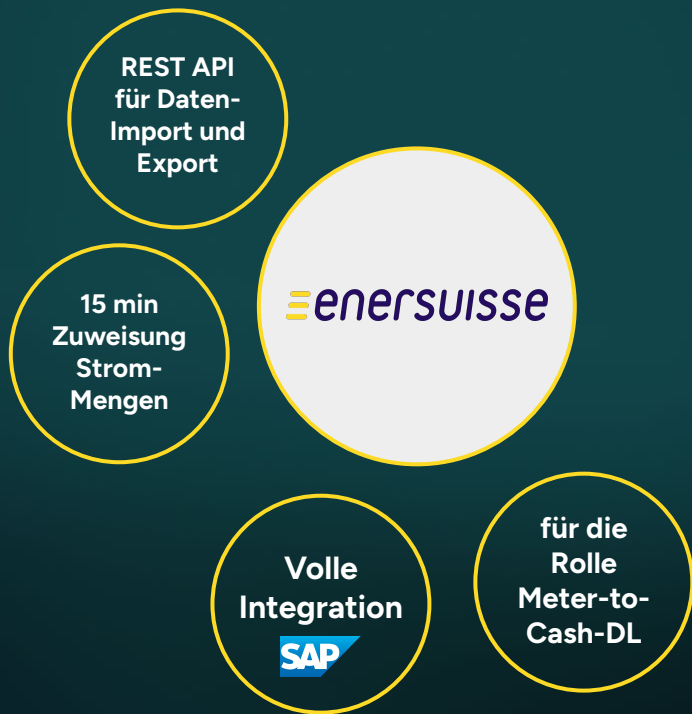 REST API
für Daten-
Import und
Export
enersuisse
15 min
Zuweisung
Strom-
Mengen
Volle
Integration
SAP
für die
Rolle
Meter-to-
Cash-DL